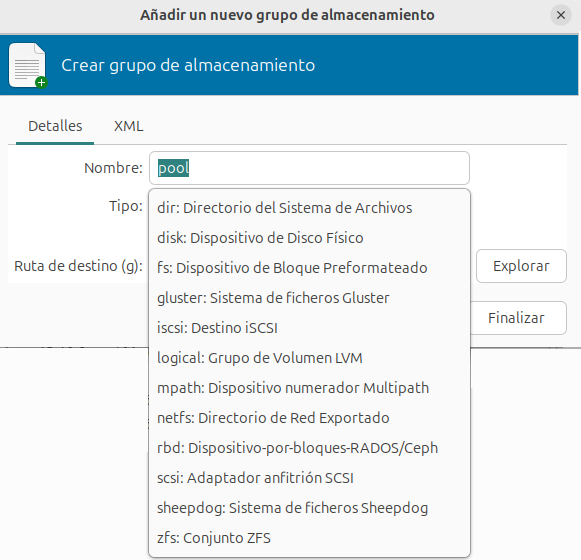 Añadir un nuevo grupo de almacenamiento
Crear grupo de almacenamiento
Detalles XML
Nombre: pool
Tipo:
dir: Directorio del Sistema de Archivos
disk: Dispositivo de Disco Físico
fs: Dispositivo de Bloque Preformateado
Ruta de destino (g): Explorar
gluster: Sistema de ficheros Gluster
iscsi: Destino iSCSI
Finalizar
logical: Grupo de Volumen LVM
mpath: Dispositivo numerador Multipath
netfs: Directorio de Red Exportado
rbd: Dispositivo-por-bloques-RADOS/Ceph
scsi: Adaptador anfitrión SCSI
sheepdog: Sistema de ficheros Sheepdog
zfs: Conjunto ZFS